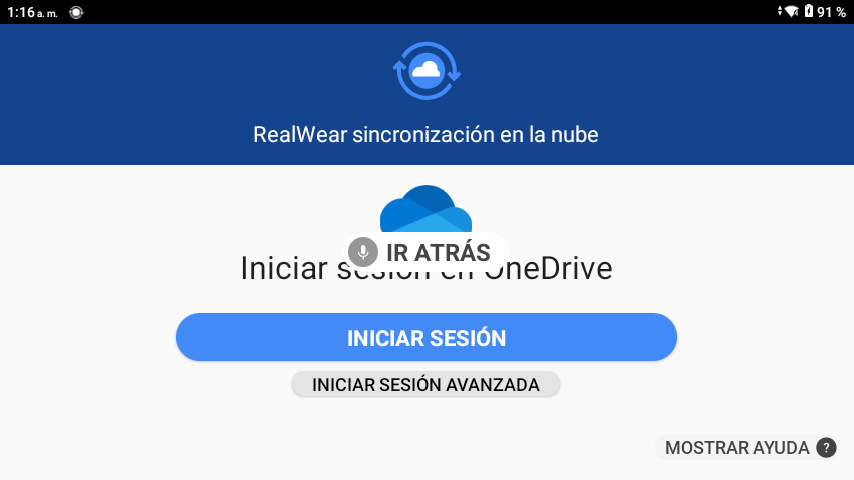 1:16 a. m.
91 %
RealWear sincronización en la nube
IR ATRÁS
Iniciar sesión en OneDrive
INICIAR SESIÓN
INICIAR SESIÓN AVANZADA
MOSTRAR AYUDA ?